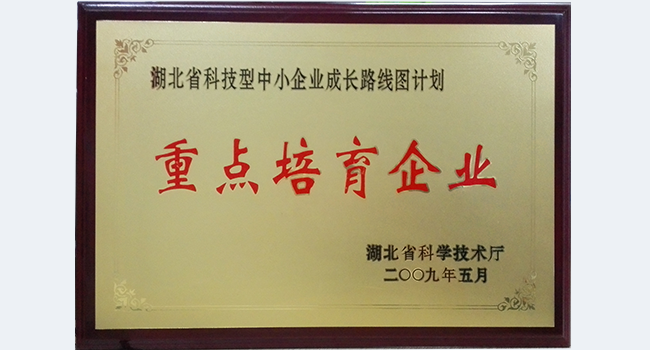 湖北省科技型中小企业成长路线图计划
重点培育企业
湖北省科学技术厅
二〇〇九年五月